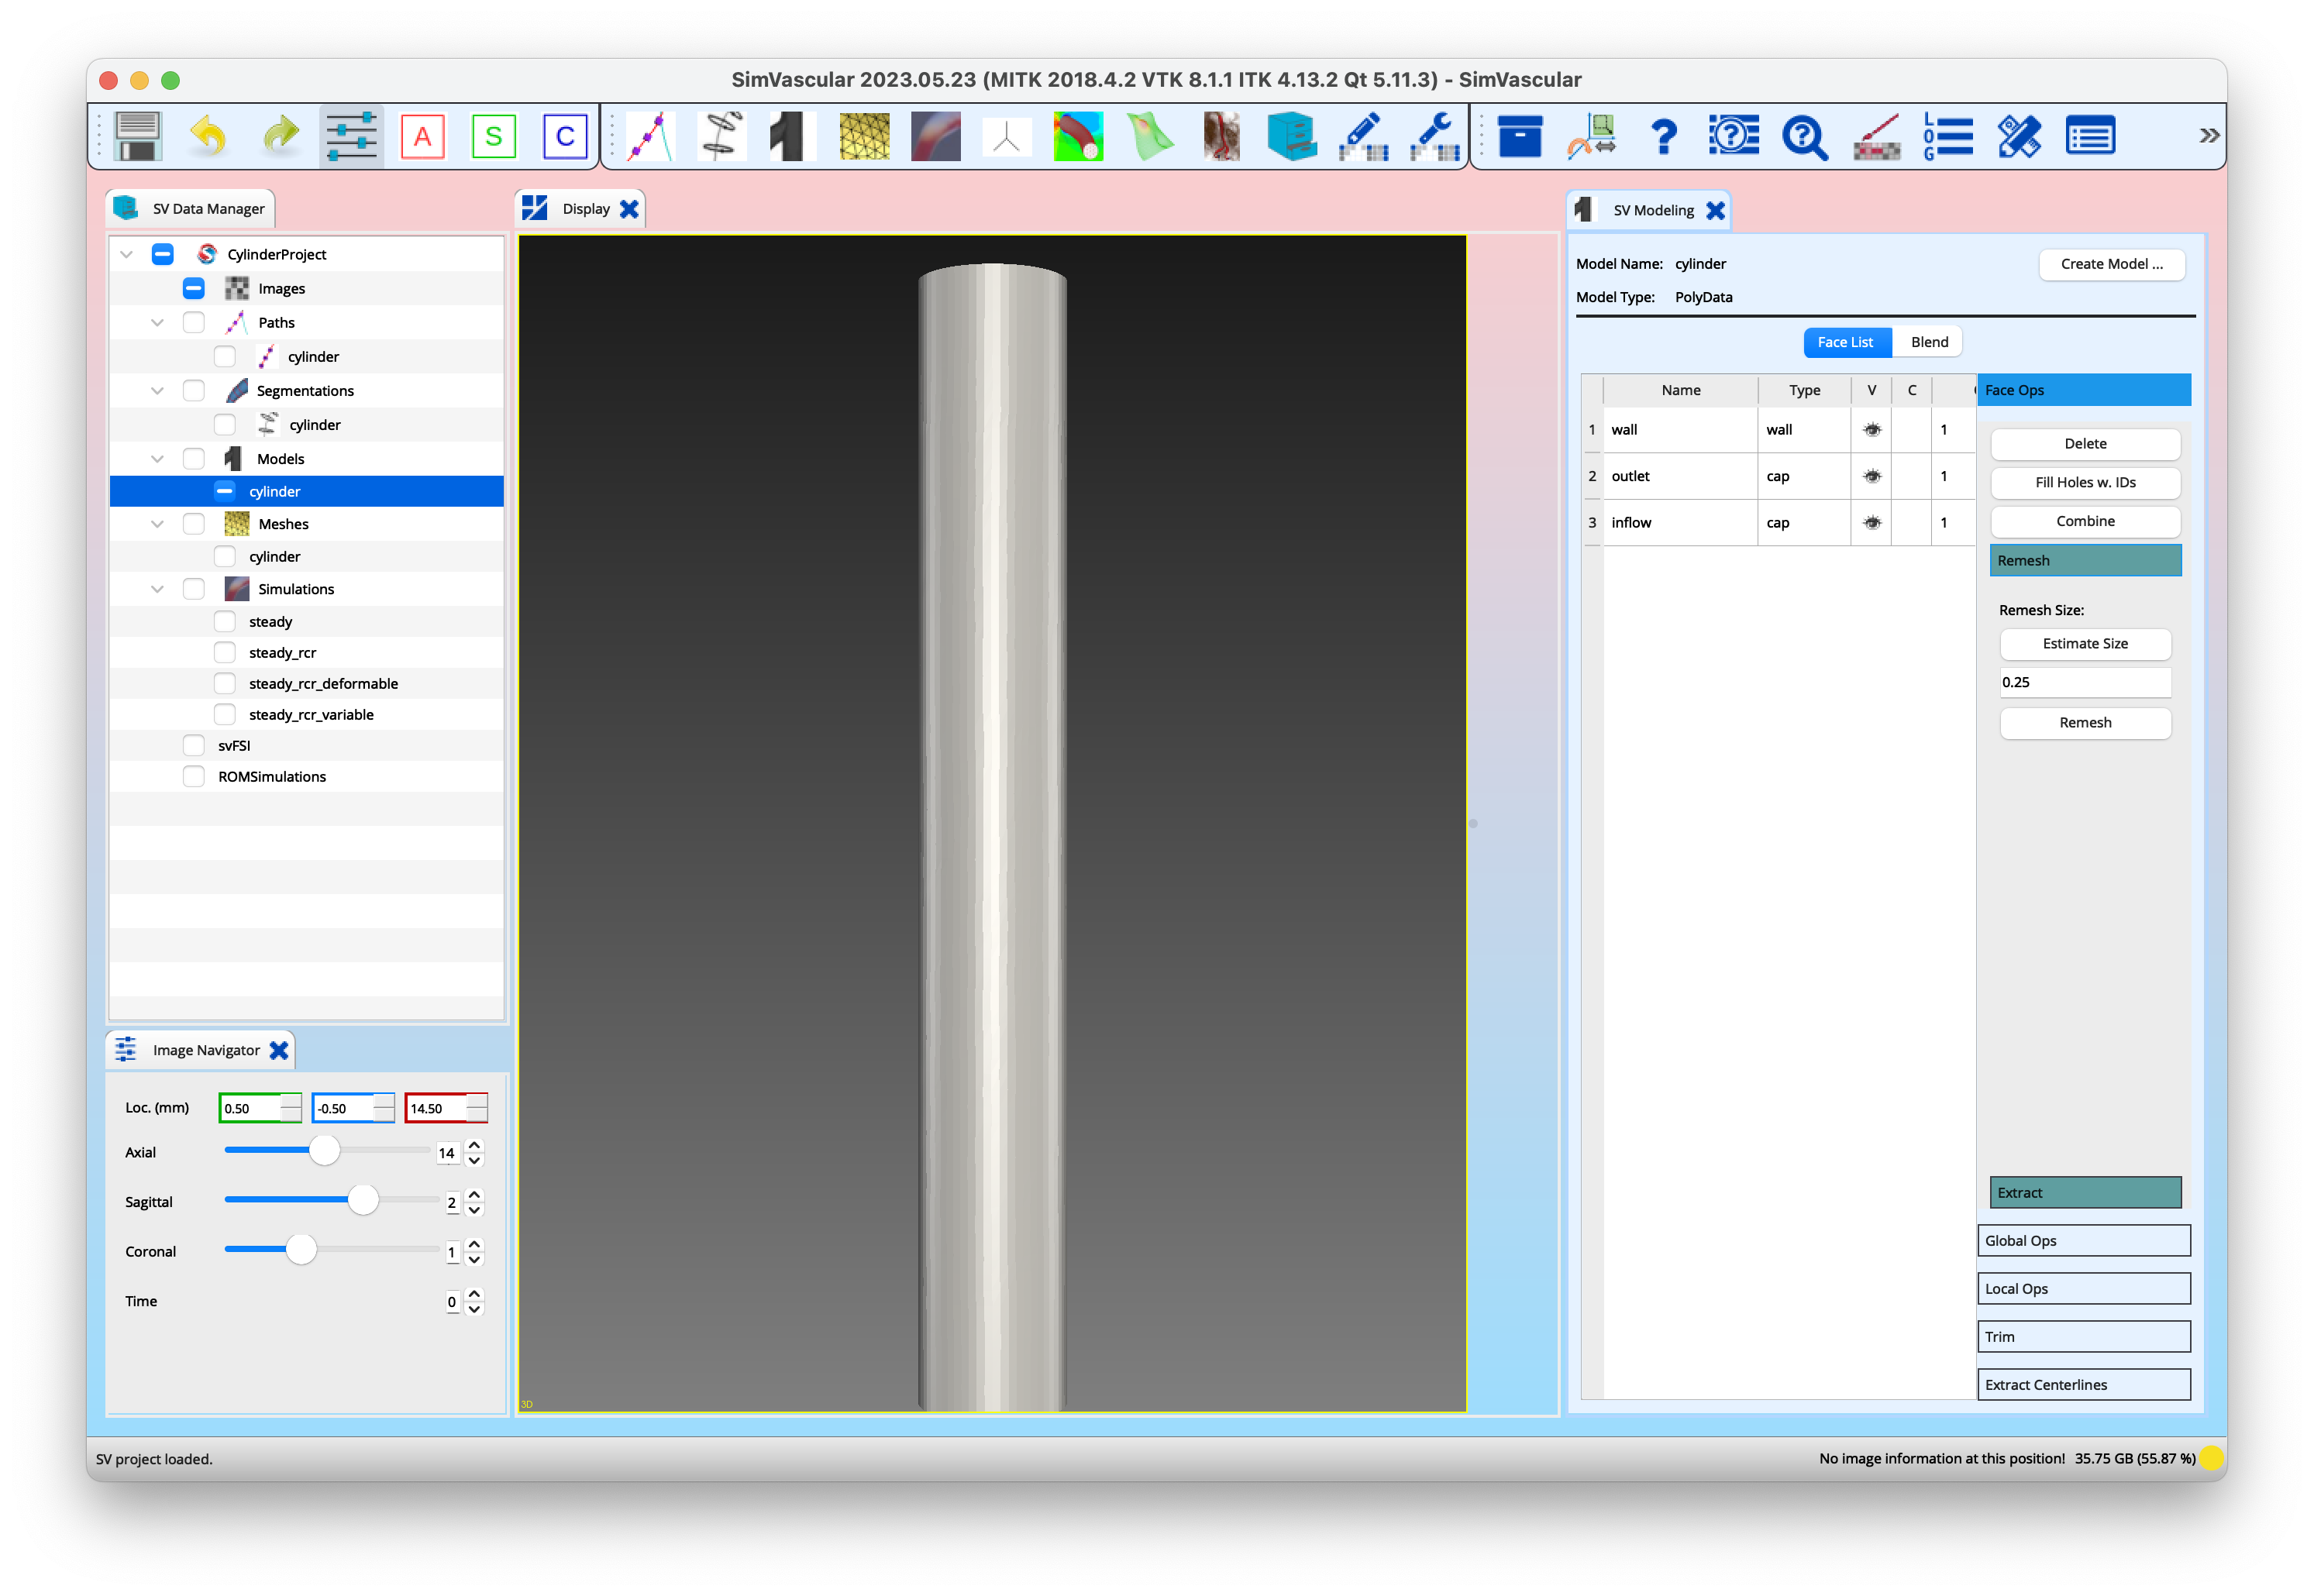 SimVascular 2023.05.23 (MITK 2018.4.2 VTK 8.1.1 ITK 4.13.2 Qt 5.11.3) - SimVascular
A S C
LOG
SV Data Manager
CylinderProject
Images
Paths
cylinder
Segmentations
cylinder
Models
cylinder
Meshes
cylinder
Simulations
steady
steady_rcr
steady_rcr_deformable
steady_rcr_variable
svFSI
ROMSimulations
Image Navigator
Loc. (mm) 0.50 -0.50 14.50
Axial 14
Sagittal 2
Coronal 1
Time 0
Display
3D
SV Modeling
Model Name: cylinder
Create Model ...
Model Type: PolyData
Face List Blend
Name Type V C
1 wall wall 1
2 outlet cap 1
3 inflow cap 1
Face Ops
Delete
Fill Holes w. IDs
Combine
Remesh
Remesh Size:
Estimate Size
0.25
Remesh
Extract
Global Ops
Local Ops
Trim
Extract Centerlines
SV project loaded.
No image information at this position! 35.75 GB (55.87 %)